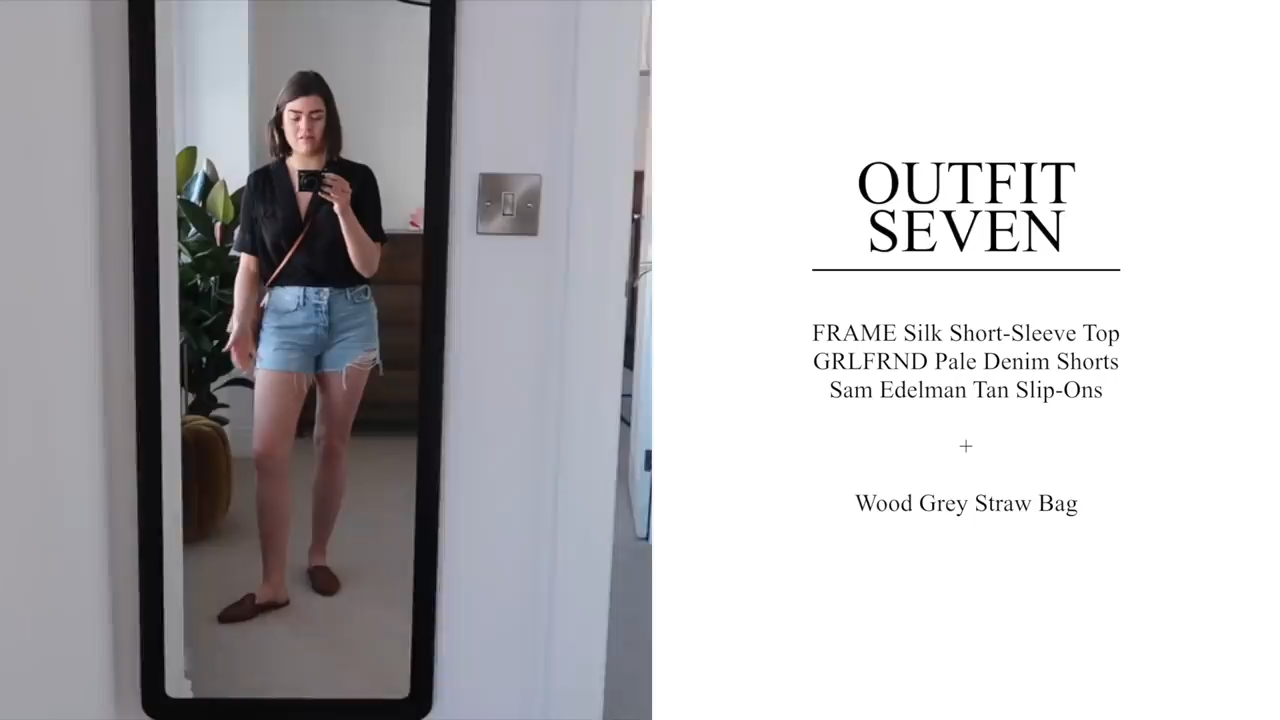 OUTFIT
SEVEN
FRAME Silk Short-Sleeve Top
GRLFRND Pale Denim Shorts
Sam Edelman Tan Slip-Ons
+
Wood Grey Straw Bag